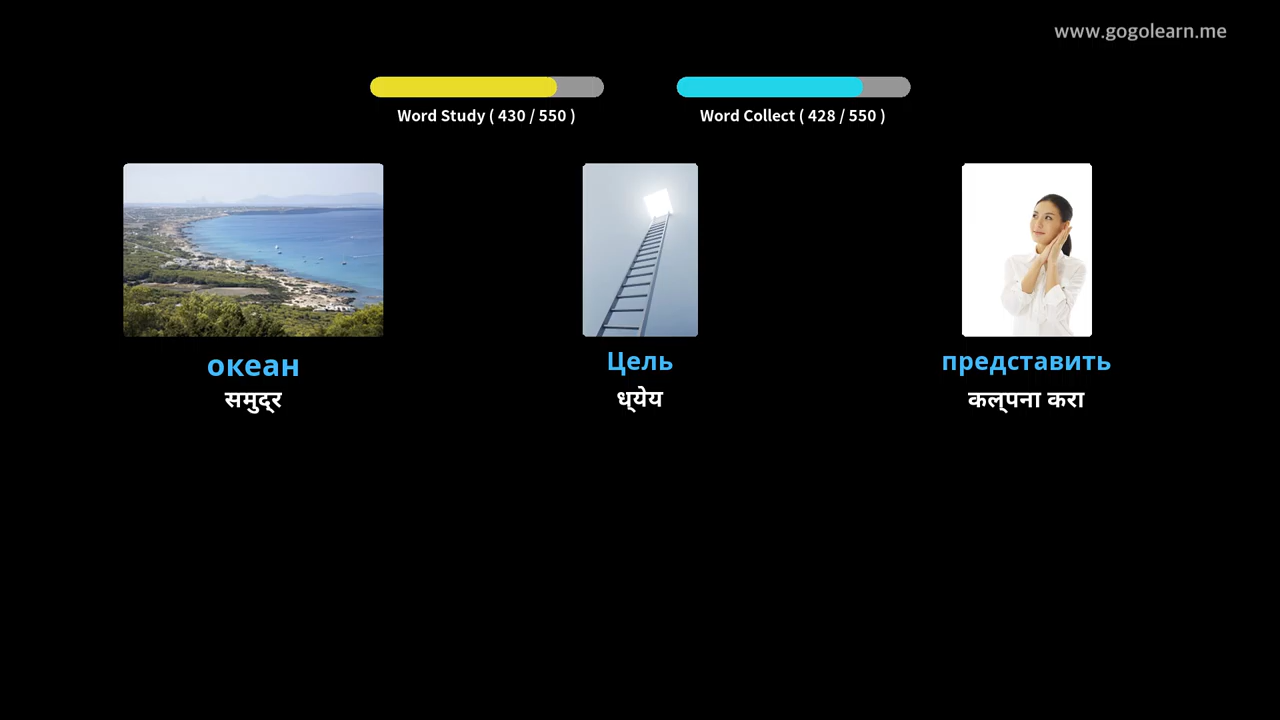 www.gogolearn.me
Word Study ( 430 / 550 )
Word Collect ( 428 / 550 )
океан
Цель
представить
समुद्र
ध्येय
कल्पना करा